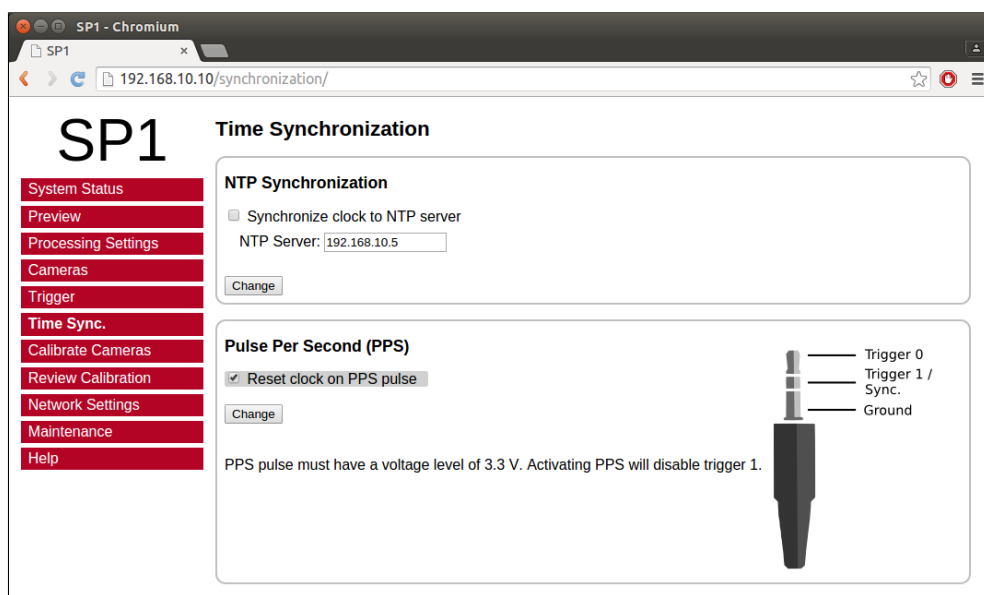 SP1 - Chromium
SP1
192.168.10.10/synchronization/
SP1
System Status
Preview
Processing Settings
Cameras
Trigger
Time Sync.
Calibrate Cameras
Review Calibration
Network Settings
Maintenance
Help
Time Synchronization
NTP Synchronization
Synchronize clock to NTP server
NTP Server: 192.168.10.5
Change
Pulse Per Second (PPS)
Reset clock on PPS pulse
Change
PPS pulse must have a voltage level of 3.3 V. Activating PPS will disable trigger 1.
Trigger 0
Trigger 1 /
Sync.
Ground